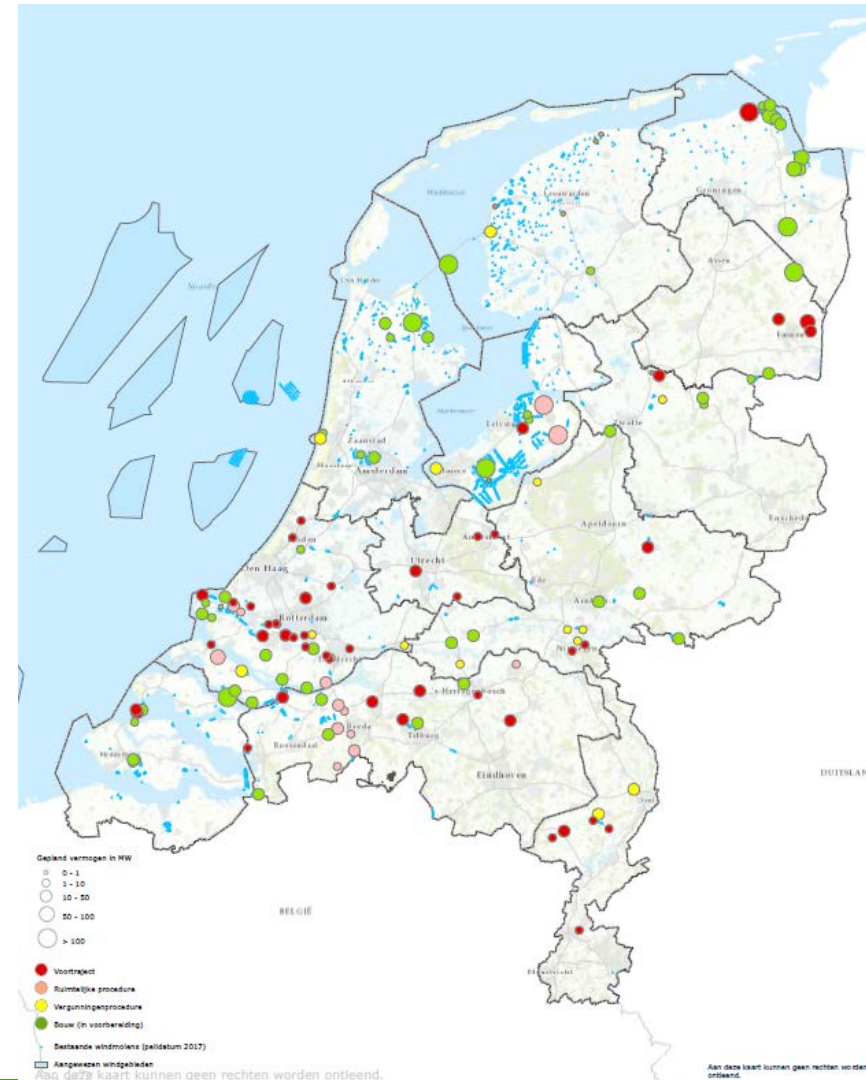 Leeuwarden
Groningen
Assen
Den Helder
Emmen
Lelystad
Zwolle
Zaanstad
Haarlem
Amsterdam
Almere
Apeldoorn
Enschede
Leiden
Amersfoort
Utrecht
Den Haag
Ede
Arnhem
Rotterdam
Nijmegen
Dordrecht
's-Hertogenbosch
Breda
Tilburg
Roosendaal
Middelburg
Eindhoven
Venlo
DUITSLAN
Gepland vermogen in MW
0 - 1
1 - 10
10 - 50
50 - 100
> 100
BELGIË
Maastricht
Voortraject
Ruimtelijke procedure
Vergunningenprocedure
Bouw (in voorbereiding)
Bestaande windmolens (peildatum 2017)
Aangewezen windgebieden
Aan deze kaart kunnen geen rechten worden ontleend.
Aan deze kaart kunnen geen rechten worden
ontleend.